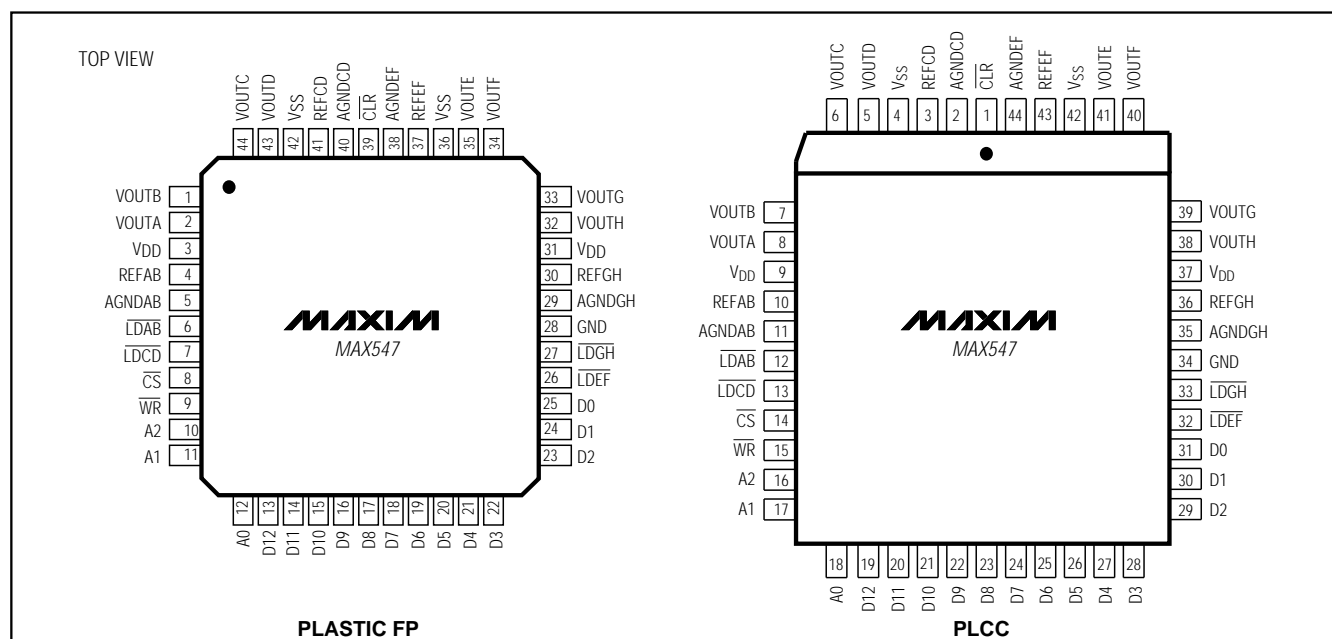 TOP VIEW
VOUTC VOUTD VSS REFCD AGNDCD CLR AGNDEF REFEF VSS VOUTE VOUTF
44 43 42 41 40 39 38 37 36 35 34
VOUTB 1
VOUTA 2
VDD 3
REFAB 4
AGNDAB 5
LDAB 6
LDCD 7
CS 8
WR 9
A2 10
A1 11
33 VOUTG
32 VOUTH
31 VDD
30 REFGH
29 AGNDGH
28 GND
27 LDGH
26 LDEF
25 D0
24 D1
23 D2
MAXIM
MAX547
12 13 14 15 16 17 18 19 20 21 22
A0 D12 D11 D10 D9 D8 D7 D6 D5 D4 D3
PLASTIC FP
VOUTC VOUTD VSS REFCD AGNDCD CLR AGNDEF REFEF VSS VOUTE VOUTF
6 5 4 3 2 1 44 43 42 41 40
VOUTB 7
VOUTA 8
VDD 9
REFAB 10
AGNDAB 11
LDAB 12
LDCD 13
CS 14
WR 15
A2 16
A1 17
39 VOUTG
38 VOUTH
37 VDD
36 REFGH
35 AGNDGH
34 GND
33 LDGH
32 LDEF
31 D0
30 D1
29 D2
MAXIM
MAX547
18 19 20 21 22 23 24 25 26 27 28
A0 D12 D11 D10 D9 D8 D7 D6 D5 D4 D3
PLCC